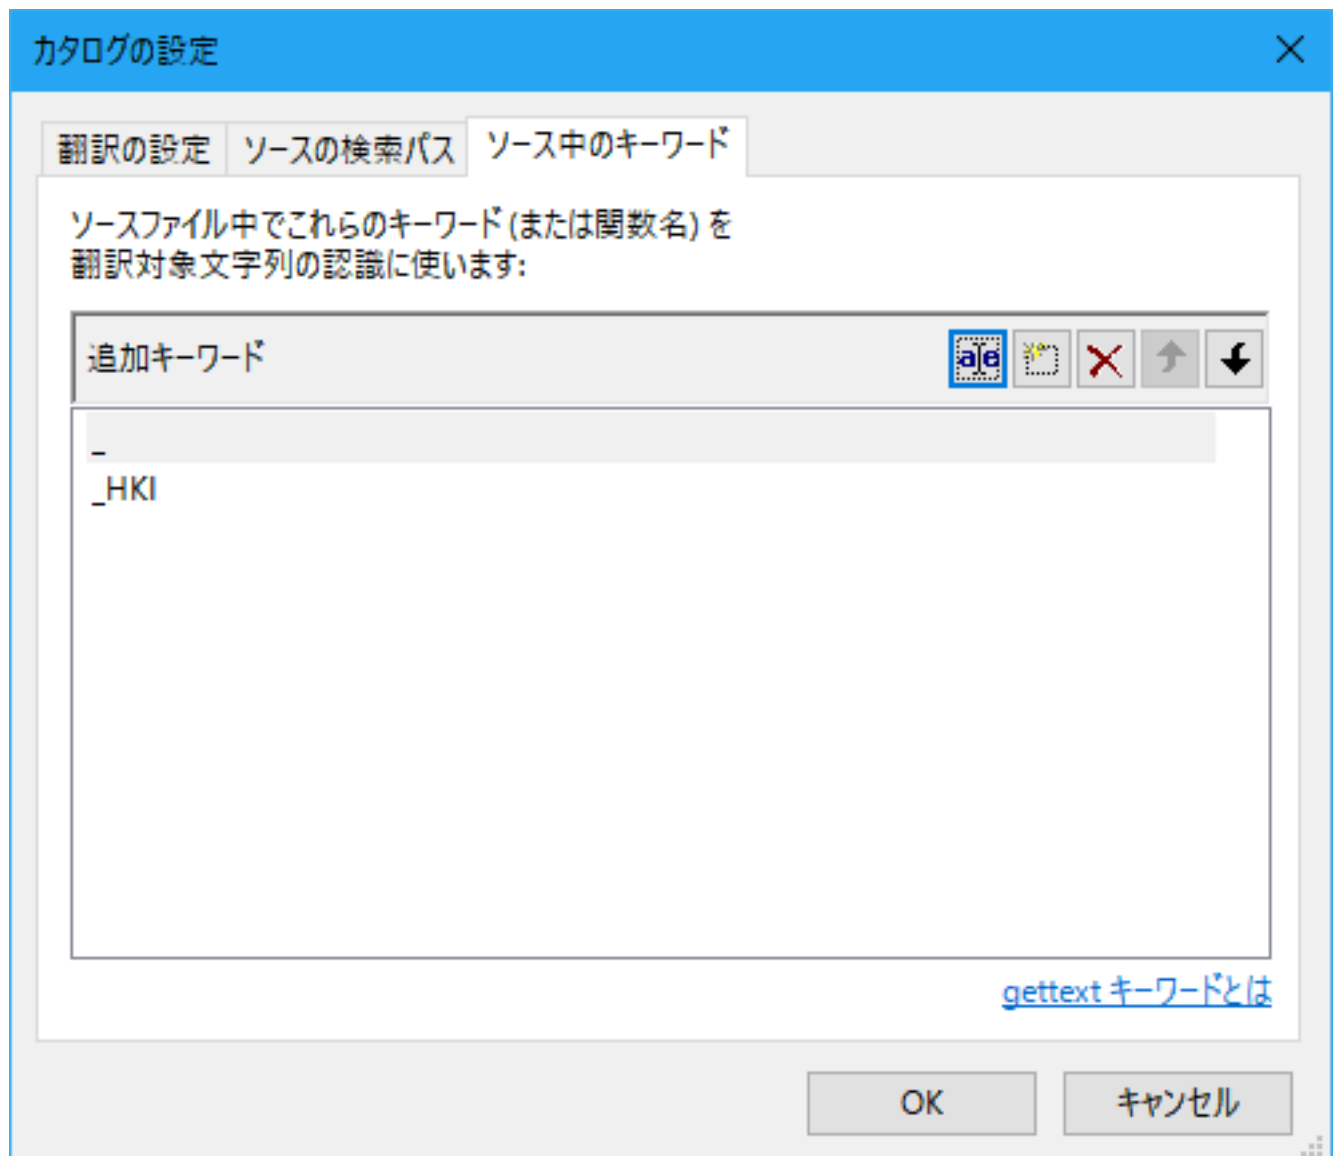 カタログの設定
翻訳の設定
ソースの検索パス
ソース中のキーワード
ソースファイル中でこれらのキーワード (または関数名) を
翻訳対象文字列の認識に使います:
追加キーワード
_
_HKI
gettext キーワードとは
OK
キャンセル